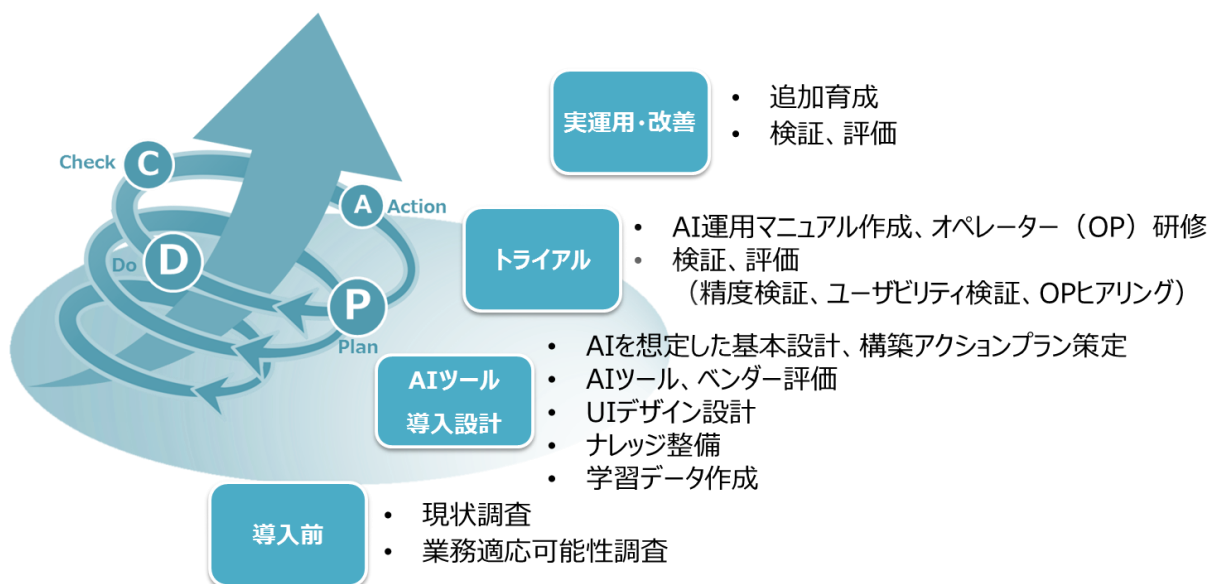 実運用・改善
• 追加育成
• 検証、評価
Check C
A Action
Do D
P
Plan
トライアル
• AI運用マニュアル作成、オペレーター（OP）研修
• 検証、評価
（精度検証、ユーザビリティ検証、OPヒアリング）
AIツール
導入設計
• AIを想定した基本設計、構築アクションプラン策定
• AIツール、ベンダー評価
• UIデザイン設計
• ナレッジ整備
• 学習データ作成
導入前
• 現状調査
• 業務適応可能性調査